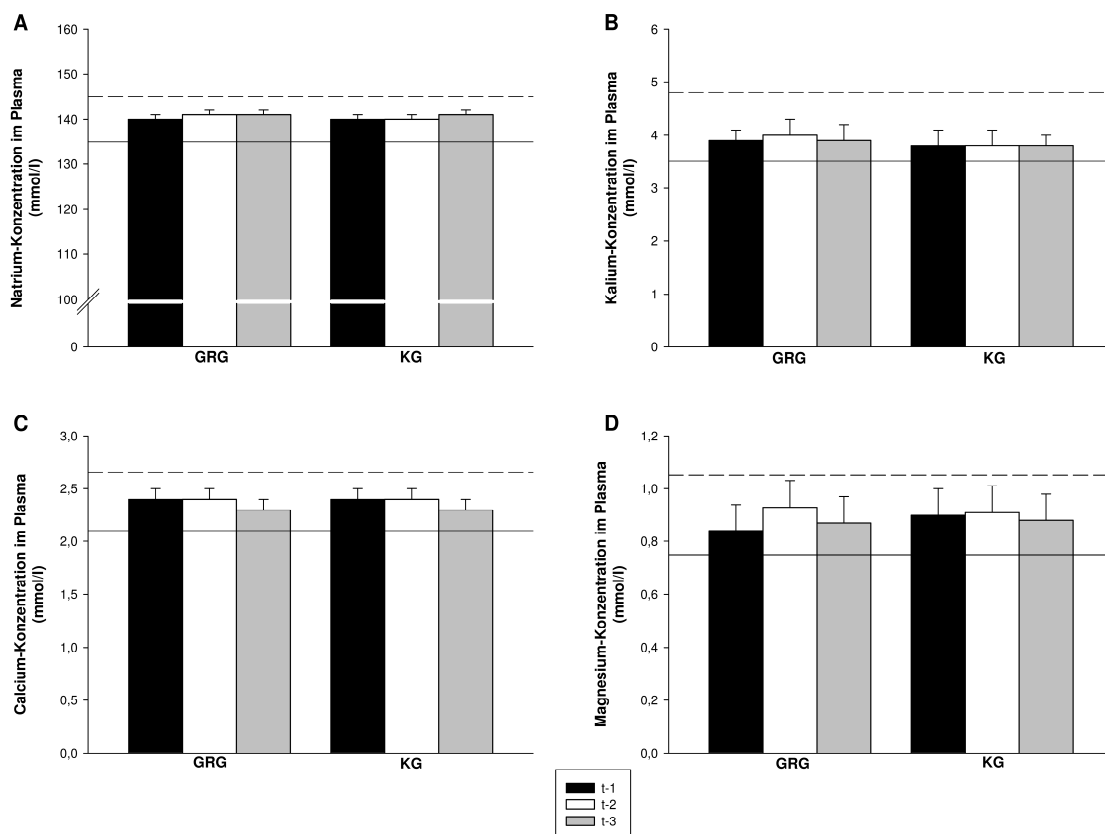 A
Natrium-Konzentration im Plasma
(mmol/l)
160
150
140
130
120
110
100
0
GRG
KG
B
Kalium-Konzentration im Plasma
(mmol/l)
6
5
4
3
2
1
0
GRG
KG
C
Calcium-Konzentration im Plasma
(mmol/l)
3,0
2,5
2,0
1,5
1,0
0,5
0,0
GRG
KG
D
Magnesium-Konzentration im Plasma
(mmol/l)
1,2
1,0
0,8
0,6
0,4
0,2
0,0
GRG
KG
t-1
t-2
t-3